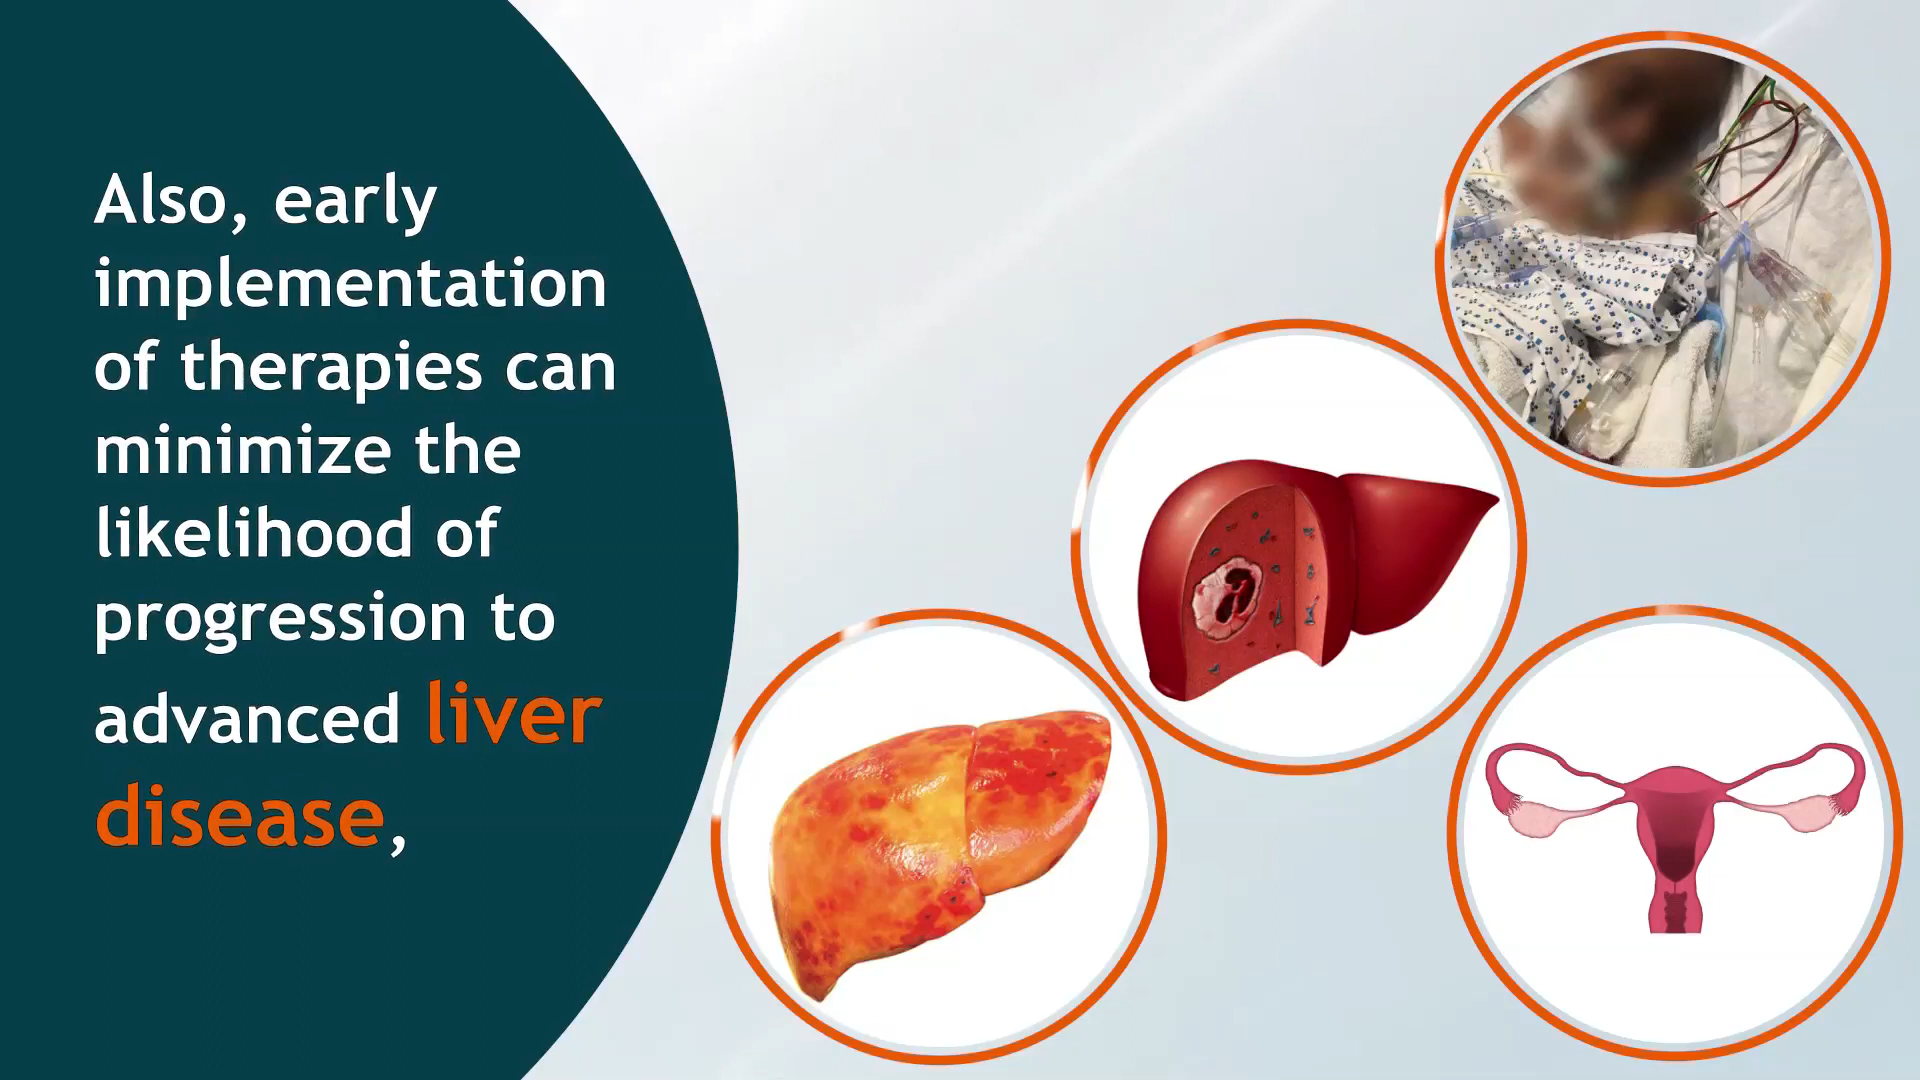 Also, early
implementation
of therapies can
minimize the
likelihood of
progression to
advanced liver
disease,